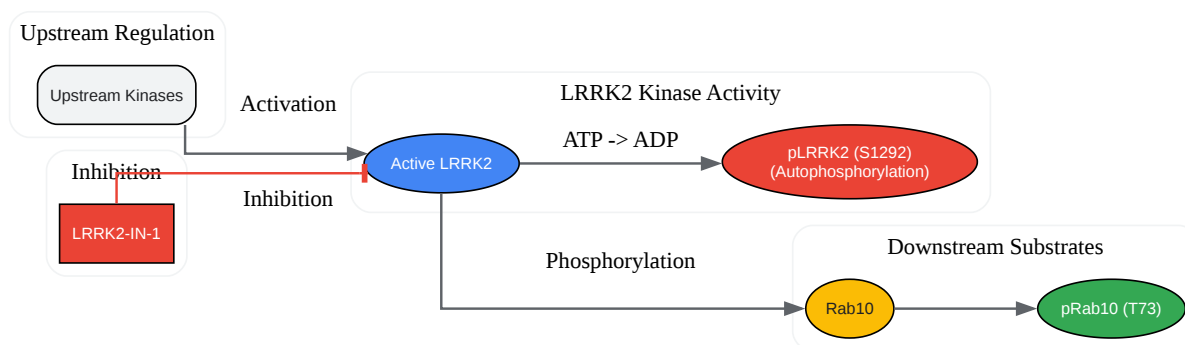 Upstream Regulation
Upstream Kinases
Activation
LRRK2 Kinase Activity
ATP -> ADP
Active LRRK2
pLRRK2 (S1292)
(Autophosphorylation)
Inhibition
Inhibition
LRRK2-IN-1
Phosphorylation
Downstream Substrates
Rab10
pRab10 (T73)